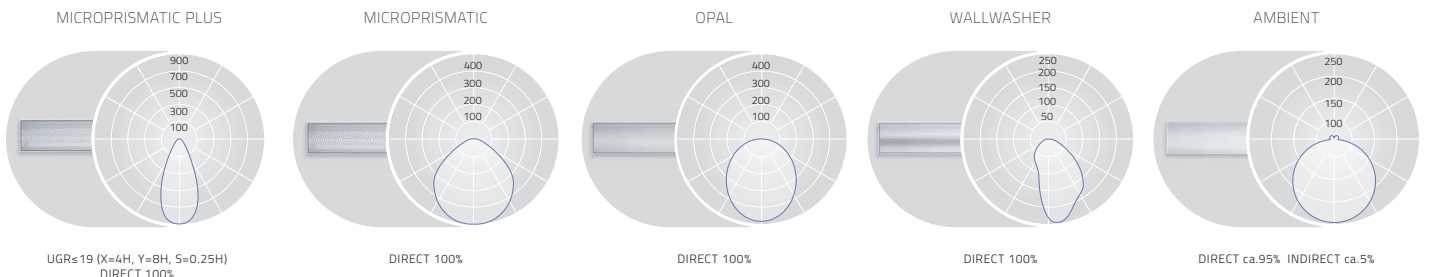 MICROPRISMATIC PLUS
900
700
500
300
100
UGR≤19 (X=4H, Y=8H, S=0.25H)
DIRECT 100%
MICROPRISMATIC
400
300
200
100
DIRECT 100%
OPAL
400
300
200
100
DIRECT 100%
WALLWASHER
250
200
150
100
50
DIRECT 100%
AMBIENT
250
200
150
100
DIRECT ca.95% INDIRECT ca.5%